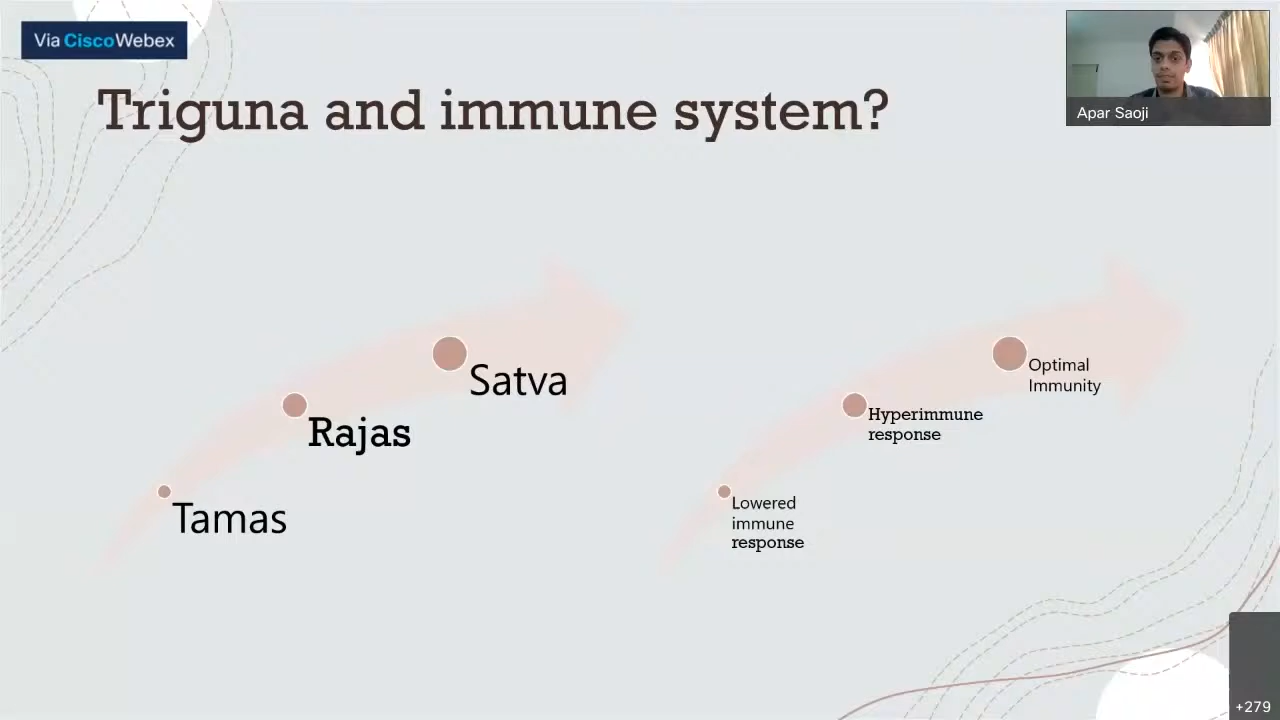 Via CiscoWebex
Triguna and immune system?
Apar Saoji
Satva
Rajas
Tamas
Optimal
Immunity
Hyperimmune
response
Lowered
immune
response
+279